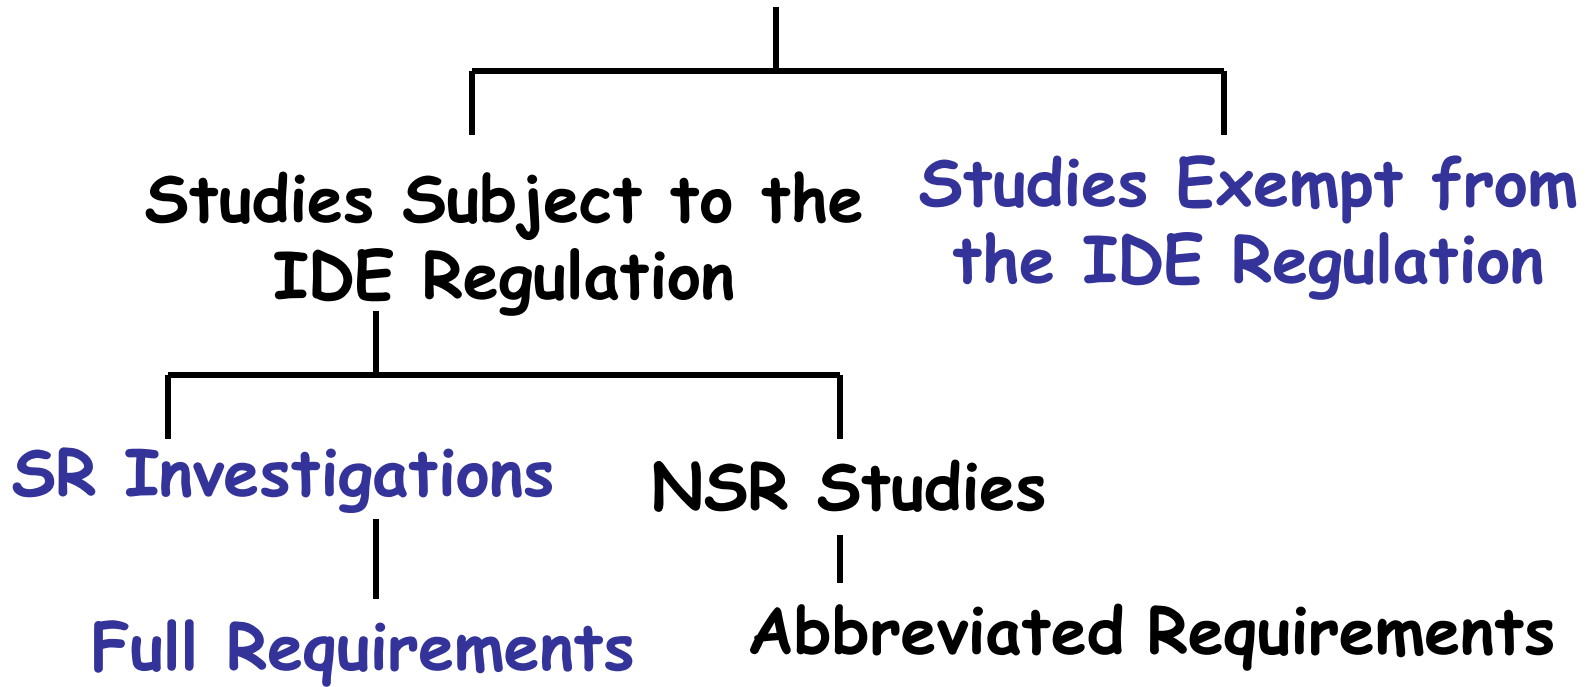 Studies Subject to the
IDE Regulation
Studies Exempt from
the IDE Regulation
SR Investigations
NSR Studies
Full Requirements
Abbreviated Requirements